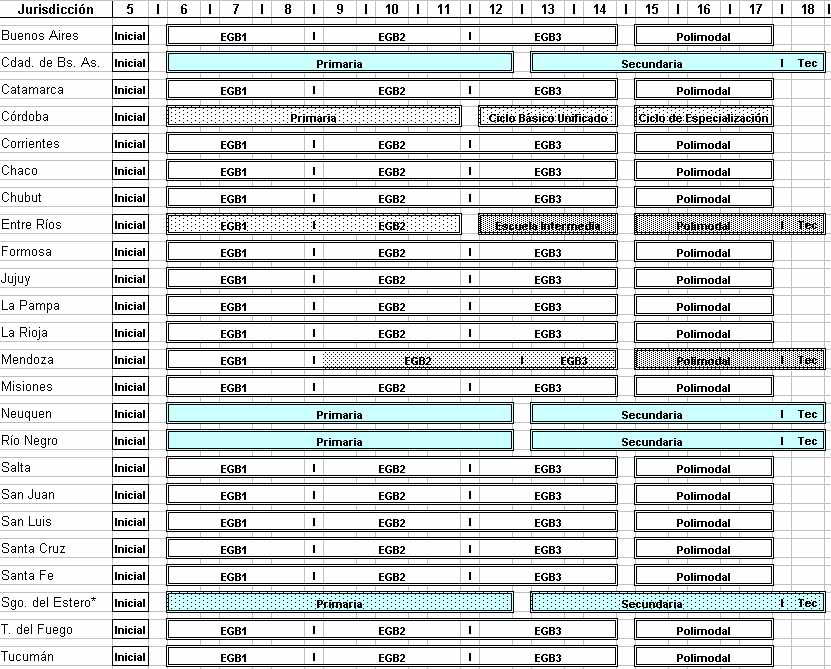 Jurisdicción 5 I 6 I 7 I 8 I 9 I 10 I 11 I 12 I 13 I 14 I 15 I 16 I 17 I 18 I
Buenos Aires Inicial EGB1 I EGB2 I EGB3 Polimodal
Cdad. de Bs. As. Inicial Primaria Secundaria I Tec
Catamarca Inicial EGB1 I EGB2 I EGB3 Polimodal
Córdoba Inicial Primaria Ciclo Básico Unificado Ciclo de Especialización
Corrientes Inicial EGB1 I EGB2 I EGB3 Polimodal
Chaco Inicial EGB1 I EGB2 I EGB3 Polimodal
Chubut Inicial EGB1 I EGB2 I EGB3 Polimodal
Entre Ríos Inicial EGB1 I EGB2 Escuela Intermedia Polimodal I Tec
Formosa Inicial EGB1 I EGB2 I EGB3 Polimodal
Jujuy Inicial EGB1 I EGB2 I EGB3 Polimodal
La Pampa Inicial EGB1 I EGB2 I EGB3 Polimodal
La Rioja Inicial EGB1 I EGB2 I EGB3 Polimodal
Mendoza Inicial EGB1 I EGB2 I EGB3 Polimodal I Tec
Misiones Inicial EGB1 I EGB2 I EGB3 Polimodal
Neuquen Inicial Primaria Secundaria I Tec
Río Negro Inicial Primaria Secundaria I Tec
Salta Inicial EGB1 I EGB2 I EGB3 Polimodal
San Juan Inicial EGB1 I EGB2 I EGB3 Polimodal
San Luis Inicial EGB1 I EGB2 I EGB3 Polimodal
Santa Cruz Inicial EGB1 I EGB2 I EGB3 Polimodal
Santa Fe Inicial EGB1 I EGB2 I EGB3 Polimodal
Sgo. del Estero* Inicial Primaria Secundaria I Tec
T. del Fuego Inicial EGB1 I EGB2 I EGB3 Polimodal
Tucumán Inicial EGB1 I EGB2 I EGB3 Polimodal